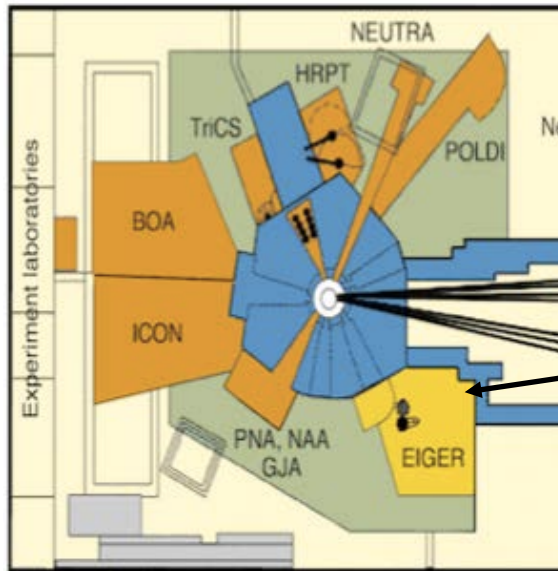 NEUTRA
HRPT
TriCS
POLDI
BOA
ICON
Experiment laboratories
PNA, NAA
GJA
EIGER